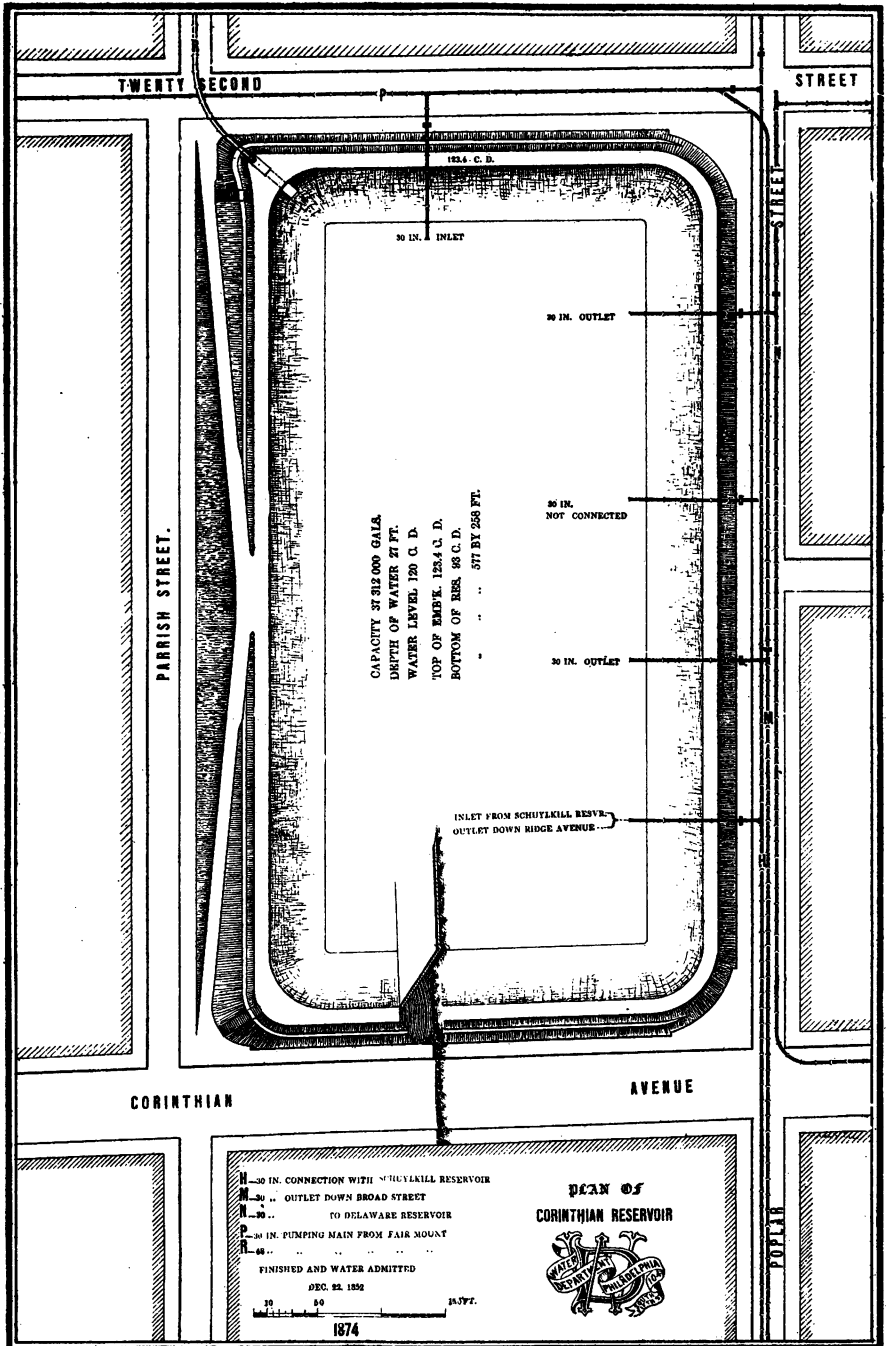 TWENTY SECOND
STREET
P
123.4 C. D.
STREET
30 IN. INLET
30 IN. OUTLET
N
30 IN.
NOT CONNECTED
PARRISH STREET.
CAPACITY 37 312 000 GALS.
DEPTH OF WATER 27 FT.
WATER LEVEL 120 C. D.
TOP OF EMB'K. 123.4 C. D.
BOTTOM OF RES. 93 C. D.
" " " 577 BY 258 FT.
30 IN. OUTLET
M
INLET FROM SCHUYLKILL RESVR.
OUTLET DOWN RIDGE AVENUE
H
CORINTHIAN
AVENUE
POPLAR
H—30 IN. CONNECTION WITH SCHUYLKILL RESERVOIR
M—30 " OUTLET DOWN BROAD STREET
N—30 " TO DELAWARE RESERVOIR
P—30 IN. PUMPING MAIN FROM FAIR MOUNT
R—48 " " " " " "
FINISHED AND WATER ADMITTED
DEC. 22. 1852
10 50
1874
PLAN OF
CORINTHIAN RESERVOIR
WATER
DEPARTMENT
PHILADELPHIA